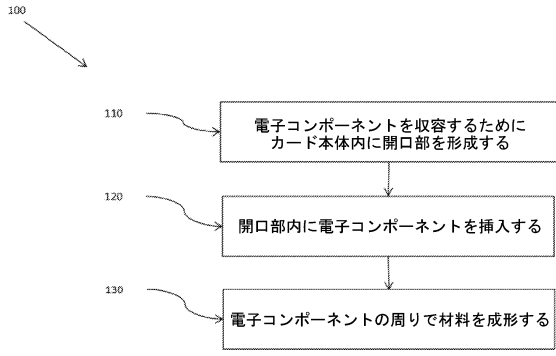 100
110
電子コンポーネントを収容するために
カード本体内に開口部を形成する
120
開口部内に電子コンポーネントを挿入する
130
電子コンポーネントの周りで材料を成形する